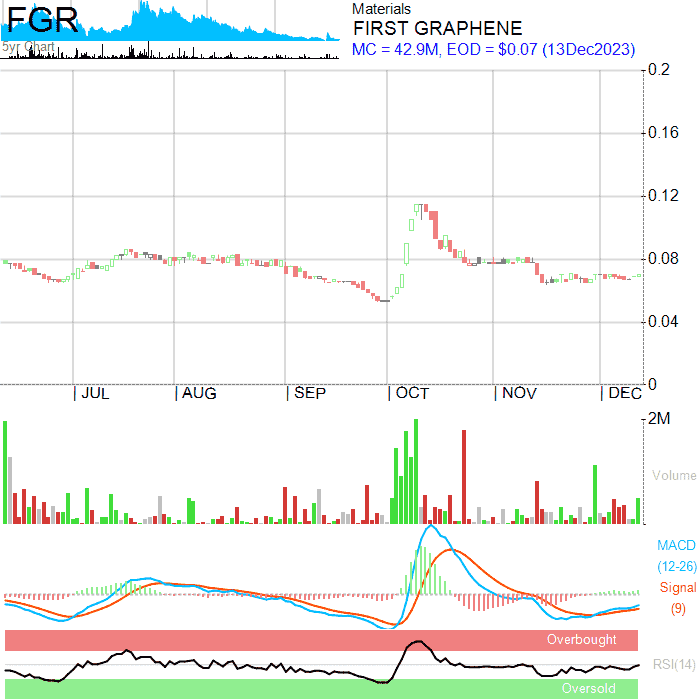 FGR
5yr Chart
Materials
FIRST GRAPHENE
MC = 42.9M, EOD = $0.07 (13Dec2023)
0.2
0.16
0.12
0.08
0.04
0
JUL AUG SEP OCT NOV DEC
2M
Volume
MACD
(12-26)
Signal
(9)
Overbought
RSI(14)
Oversold